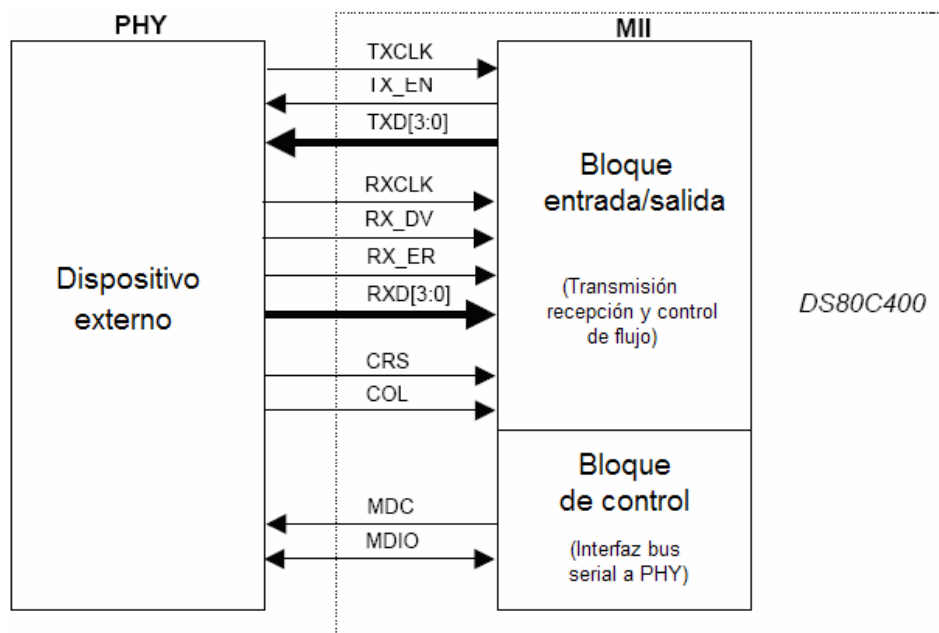 PHY
MII
TXCLK
TX_EN
TXD[3:0]
RXCLK
RX_DV
RX_ER
RXD[3:0]
CRS
COL
MDC
MDIO
Dispositivo
externo
Bloque
entrada/salida
(Transmisión
recepción y control
de flujo)
Bloque
de control
(Interfaz bus
serial a PHY)
DS80C400